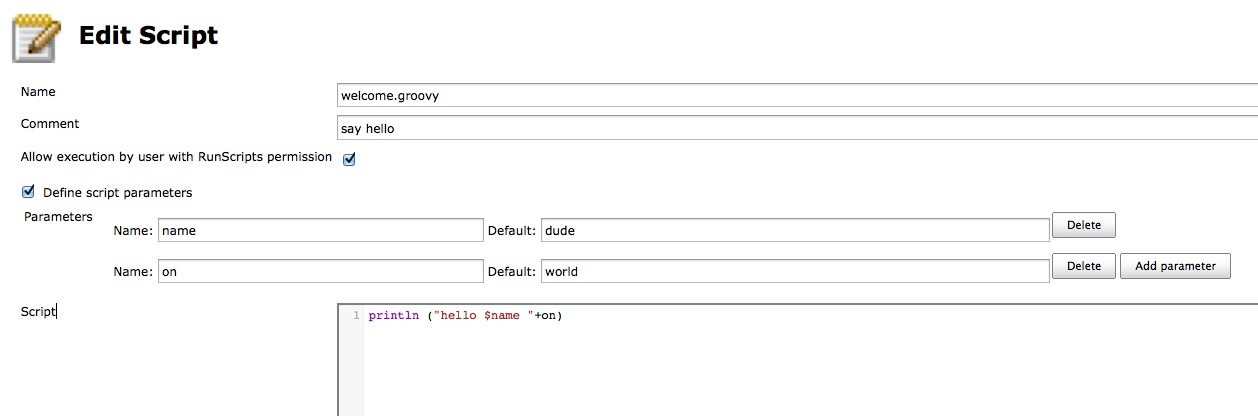 Edit Script
Name welcome.groovy
Comment say hello
Allow execution by user with RunScripts permission
Define script parameters
Parameters
Name: name Default: dude Delete
Name: on Default: world Delete Add parameter
Script
1 println ("hello $name "+on)